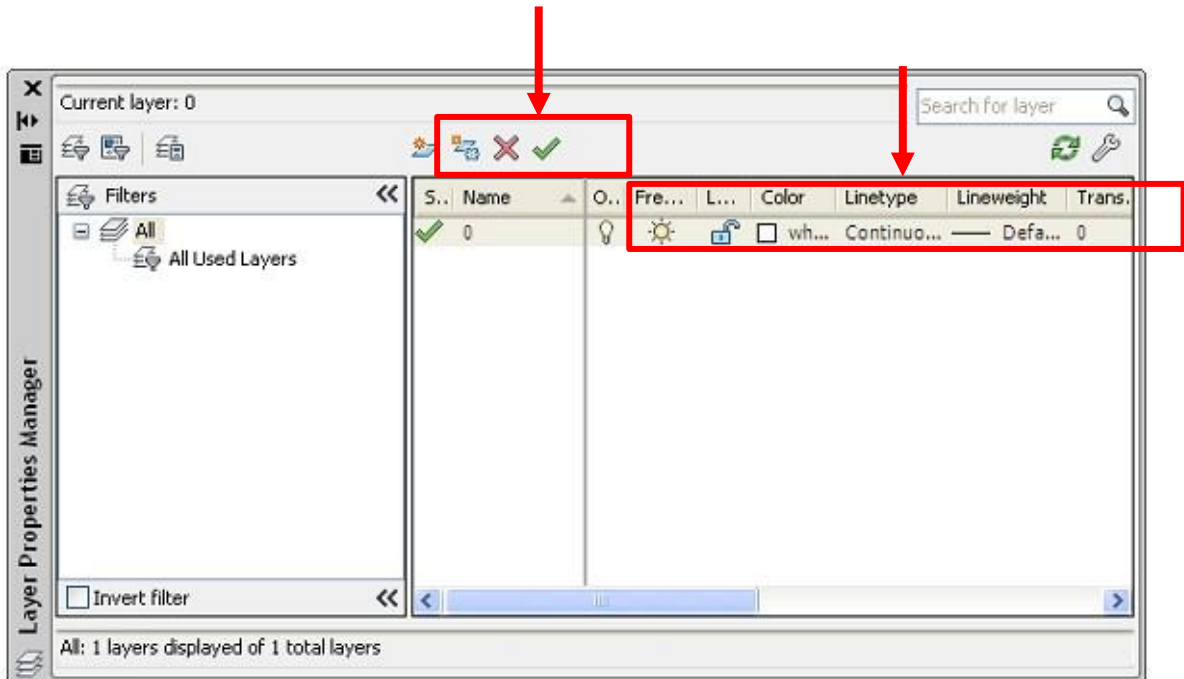 Current layer: 0
Search for layer
Filters
S.. Name O.. Fre... L... Color Linetype Lineweight Trans.
All
0 wh... Continuo... Defa... 0
All Used Layers
Invert filter
All: 1 layers displayed of 1 total layers
Layer Properties Manager